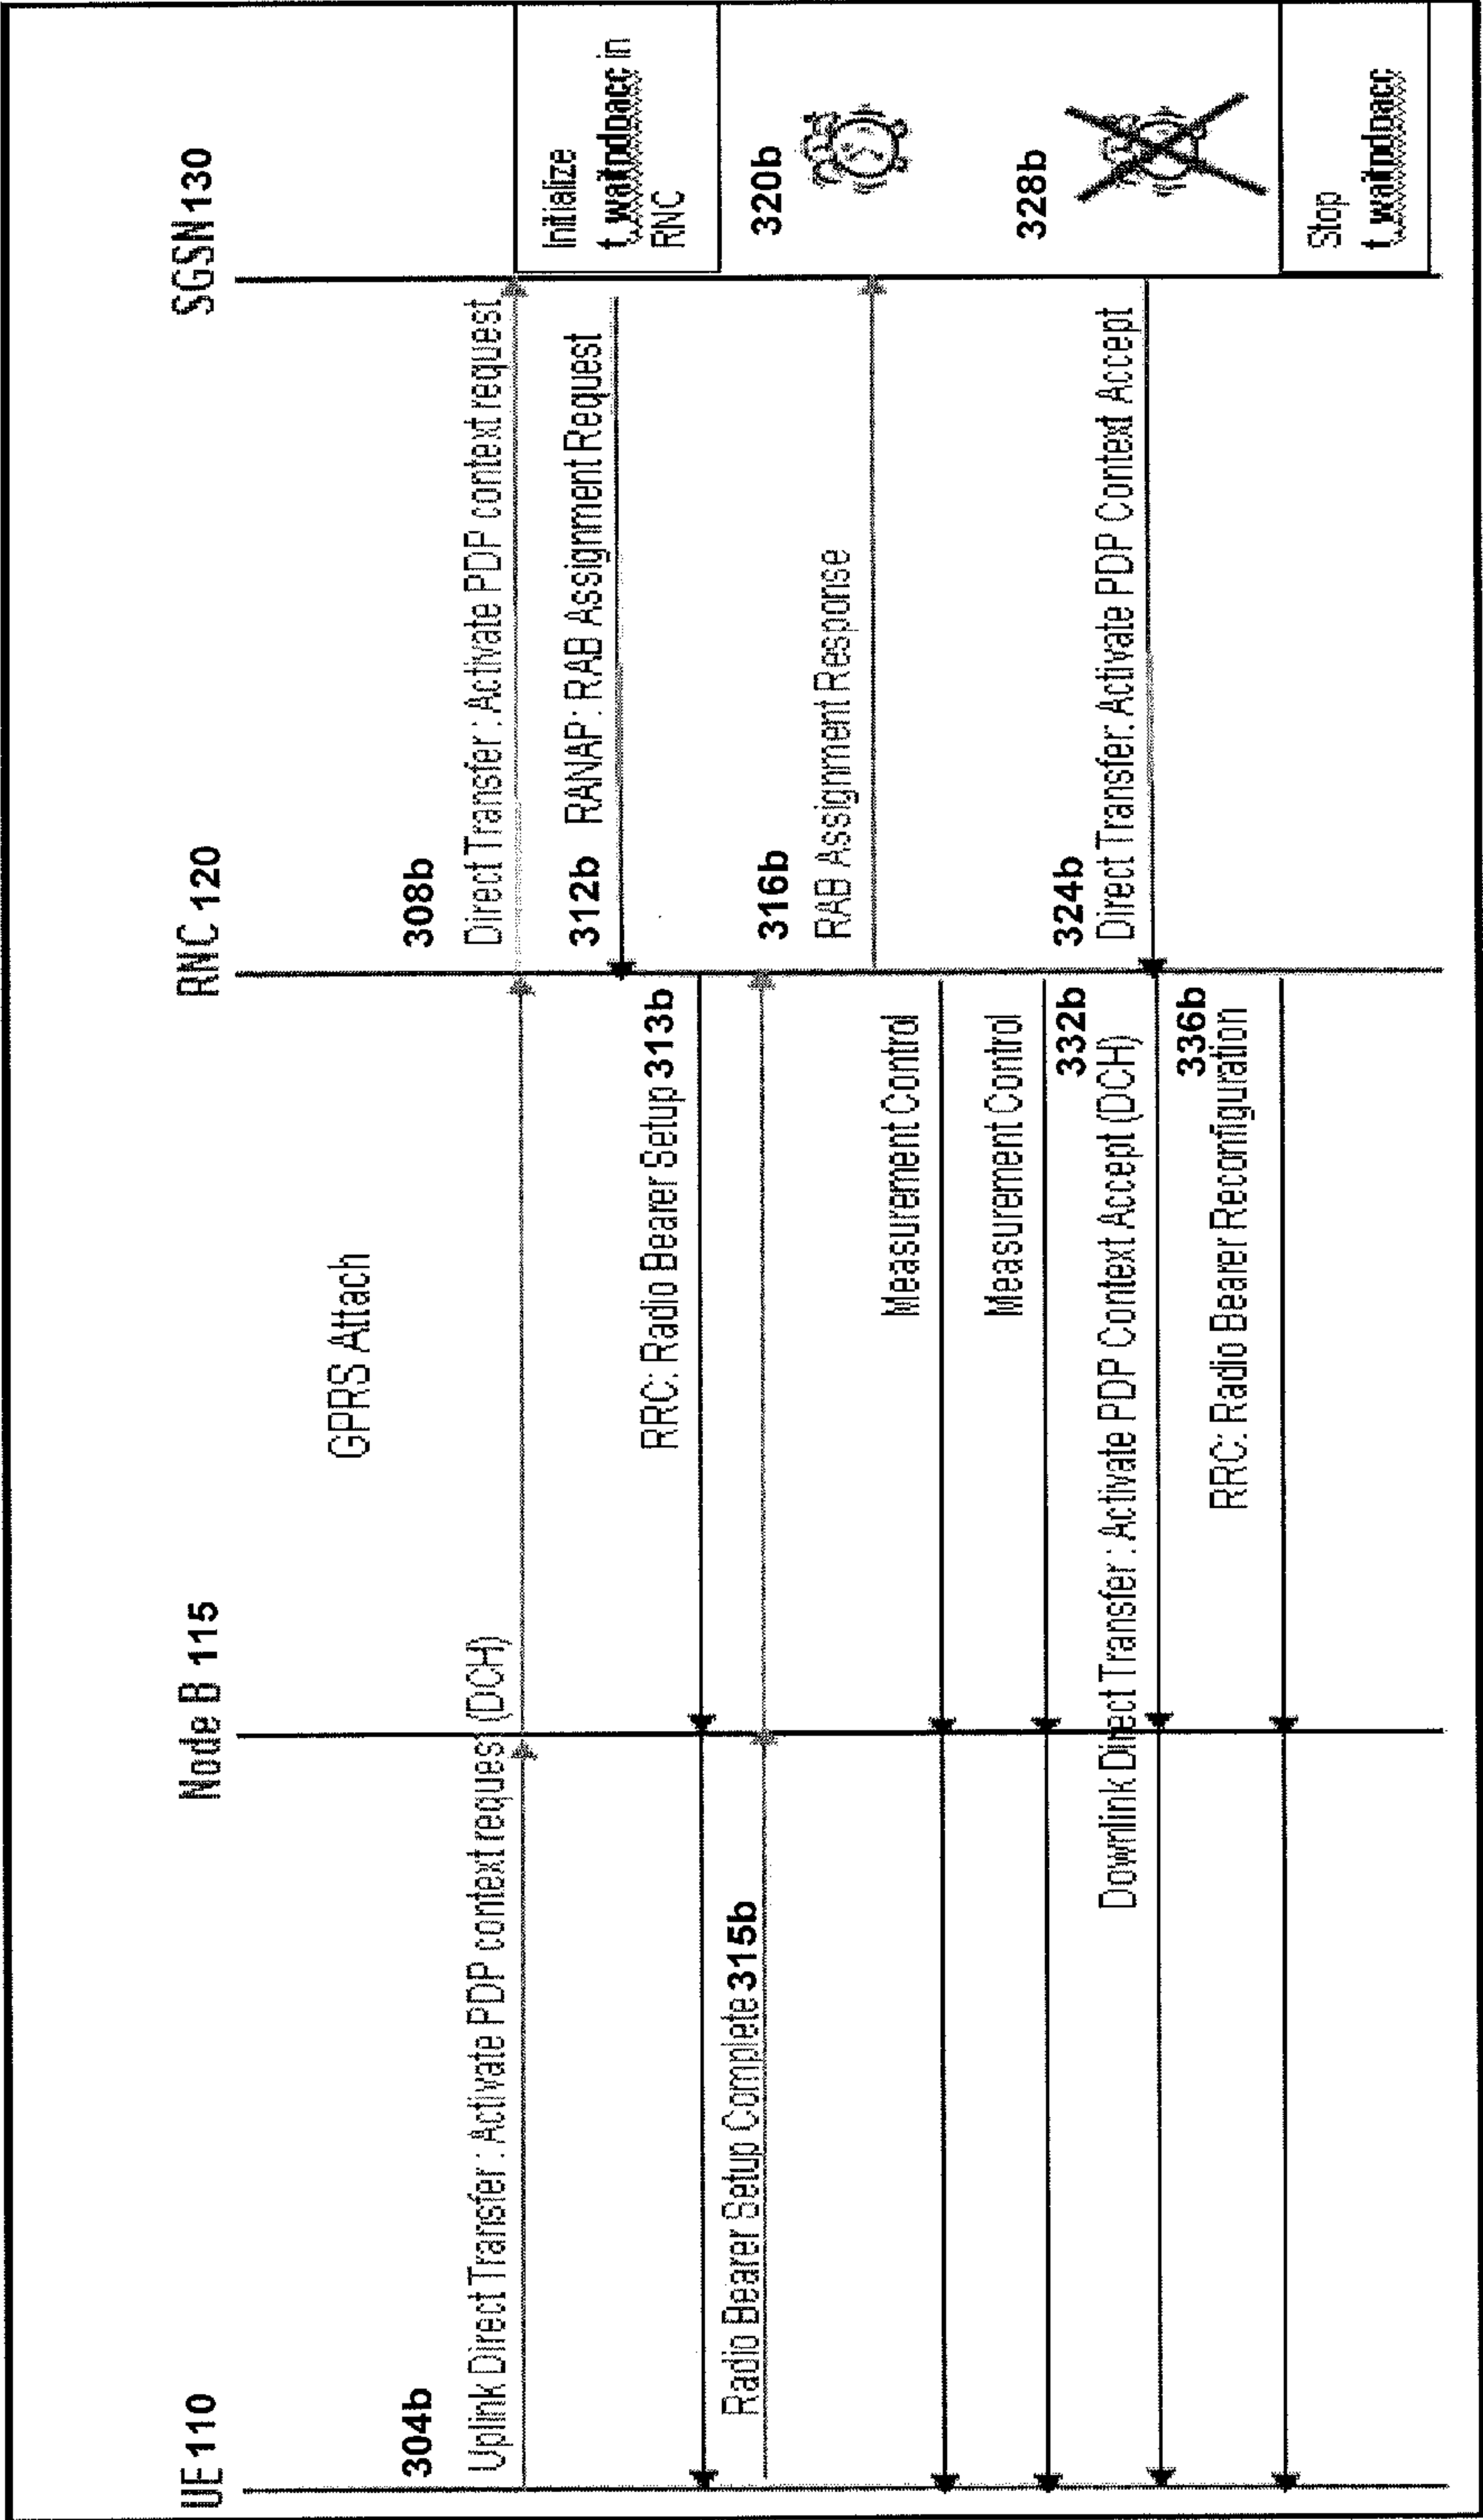 UE 110
Node B 115
RNC 120
SGSN 130
GPRS Attach
304b
308b
Uplink Direct Transfer : Activate PDP context request (DCH)
Direct Transfer : Activate PDP context request
Initialize
t_waitpdpacc in
RNC
312b RANAP: RAB Assignment Request
RRC: Radio Bearer Setup 313b
Radio Bearer Setup Complete 315b
316b
320b
RAB Assignment Response
Measurement Control
Measurement Control
324b
328b
332b
Downlink Direct Transfer : Activate PDP Context Accept (DCH)
Direct Transfer: Activate PDP Context Accept
336b
RRC: Radio Bearer Reconfiguration
Stop
t_waitpdpacc